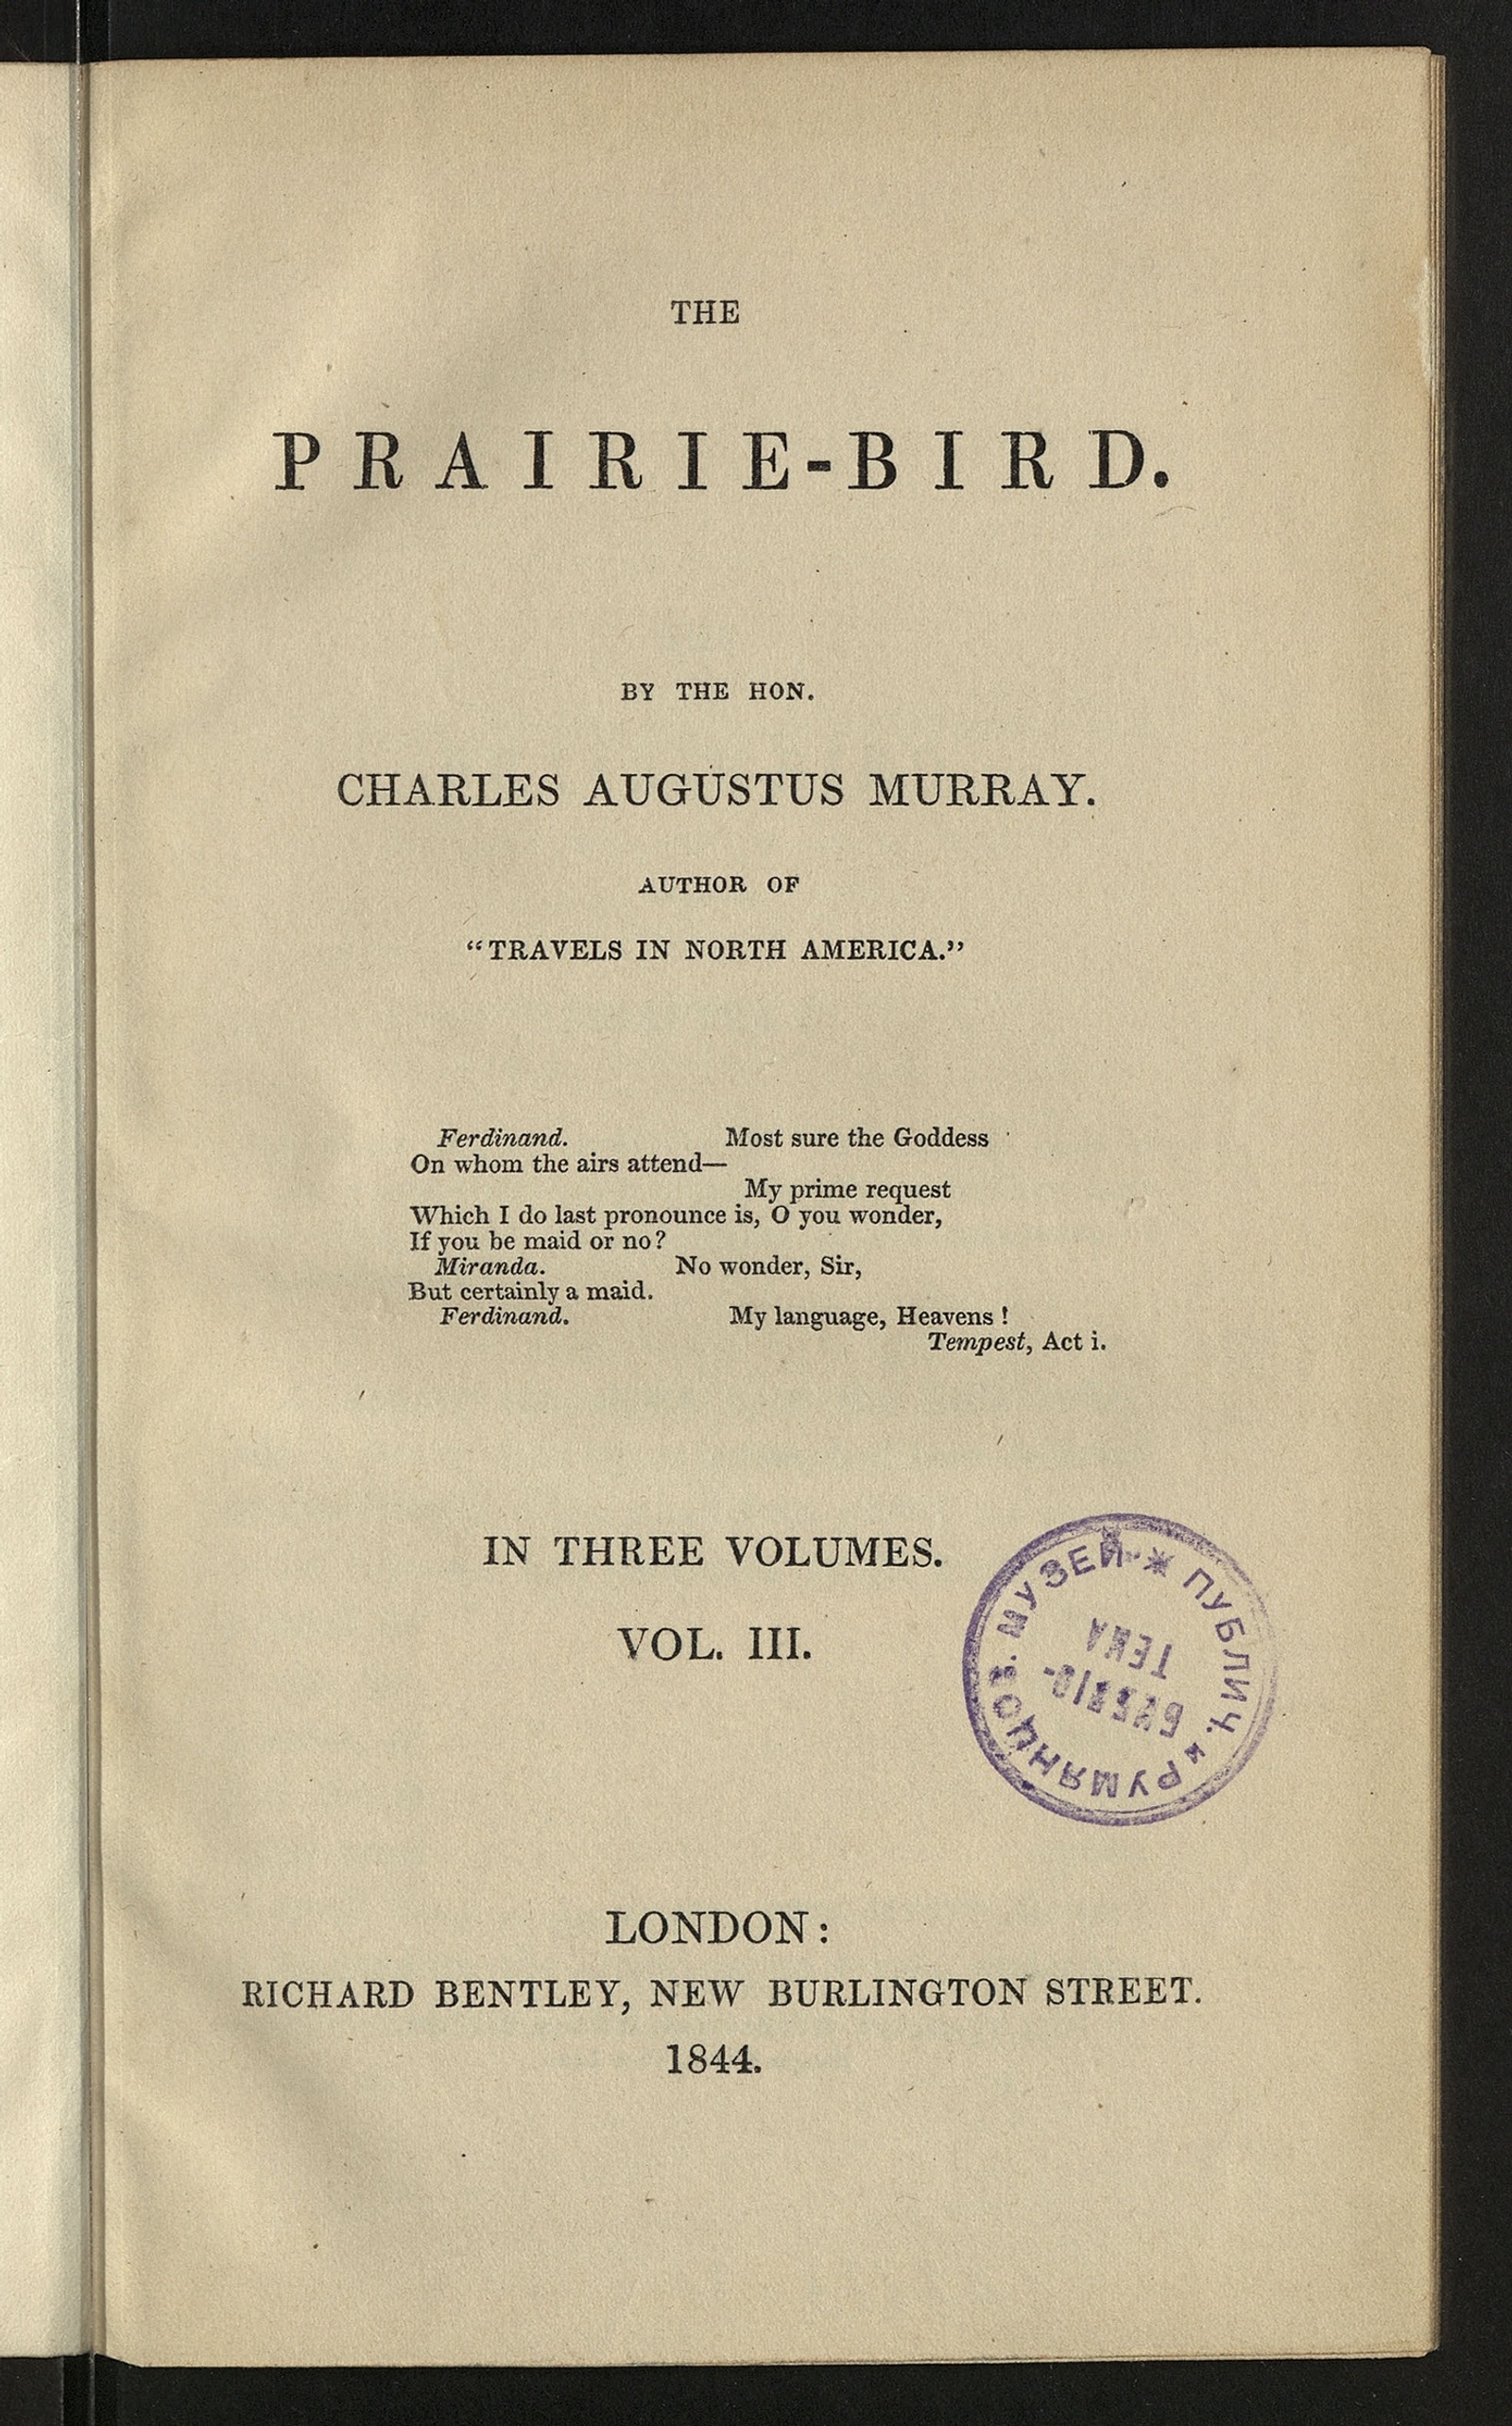 THE
PRAIRIE-BIRD.
BY THE HON.
CHARLES AUGUSTUS MURRAY.
AUTHOR OF
“TRAVELS IN NORTH AMERICA.”
Ferdinand. Most sure the Goddess
On whom the airs attend—
My prime request
Which I do last pronounce is, O you wonder,
If you be maid or no?
Miranda. No wonder, Sir,
But certainly a maid.
Ferdinand. My language, Heavens !
Tempest, Act i.
IN THREE VOLUMES.
VOL. III.
ПУБЛИЧ. и РУМЯНЦОВ. МУЗЕЙ
БИБЛІО-
ТЕКА
LONDON:
RICHARD BENTLEY, NEW BURLINGTON STREET.
1844.